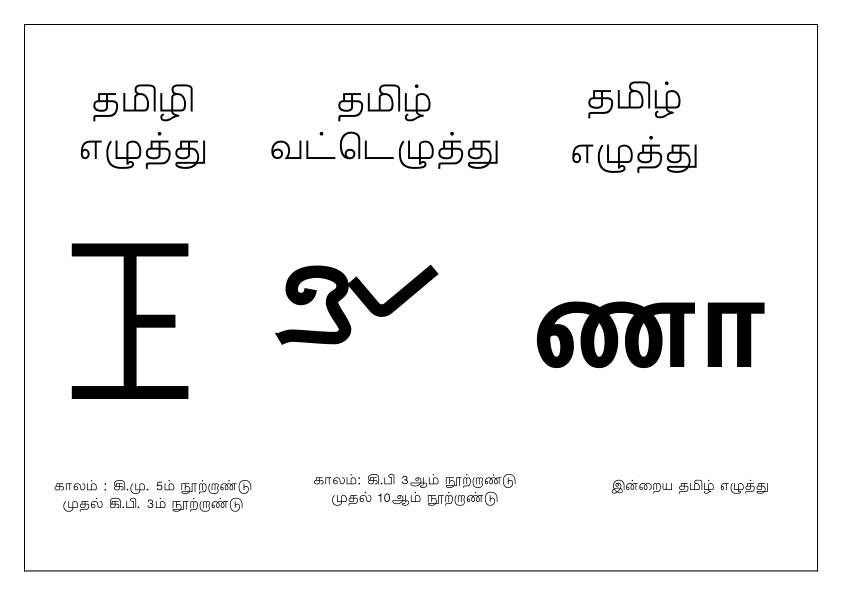 தமிழி
எழுத்து
தமிழ்
வட்டெழுத்து
தமிழ்
எழுத்து
ணா
காலம் : கி.மு. 5ம் நூற்றாண்டு
முதல் கி.பி. 3ம் நூற்றாண்டு
காலம்: கி.பி 3ஆம் நூற்றாண்டு
முதல் 10ஆம் நூற்றாண்டு
இன்றைய தமிழ் எழுத்து